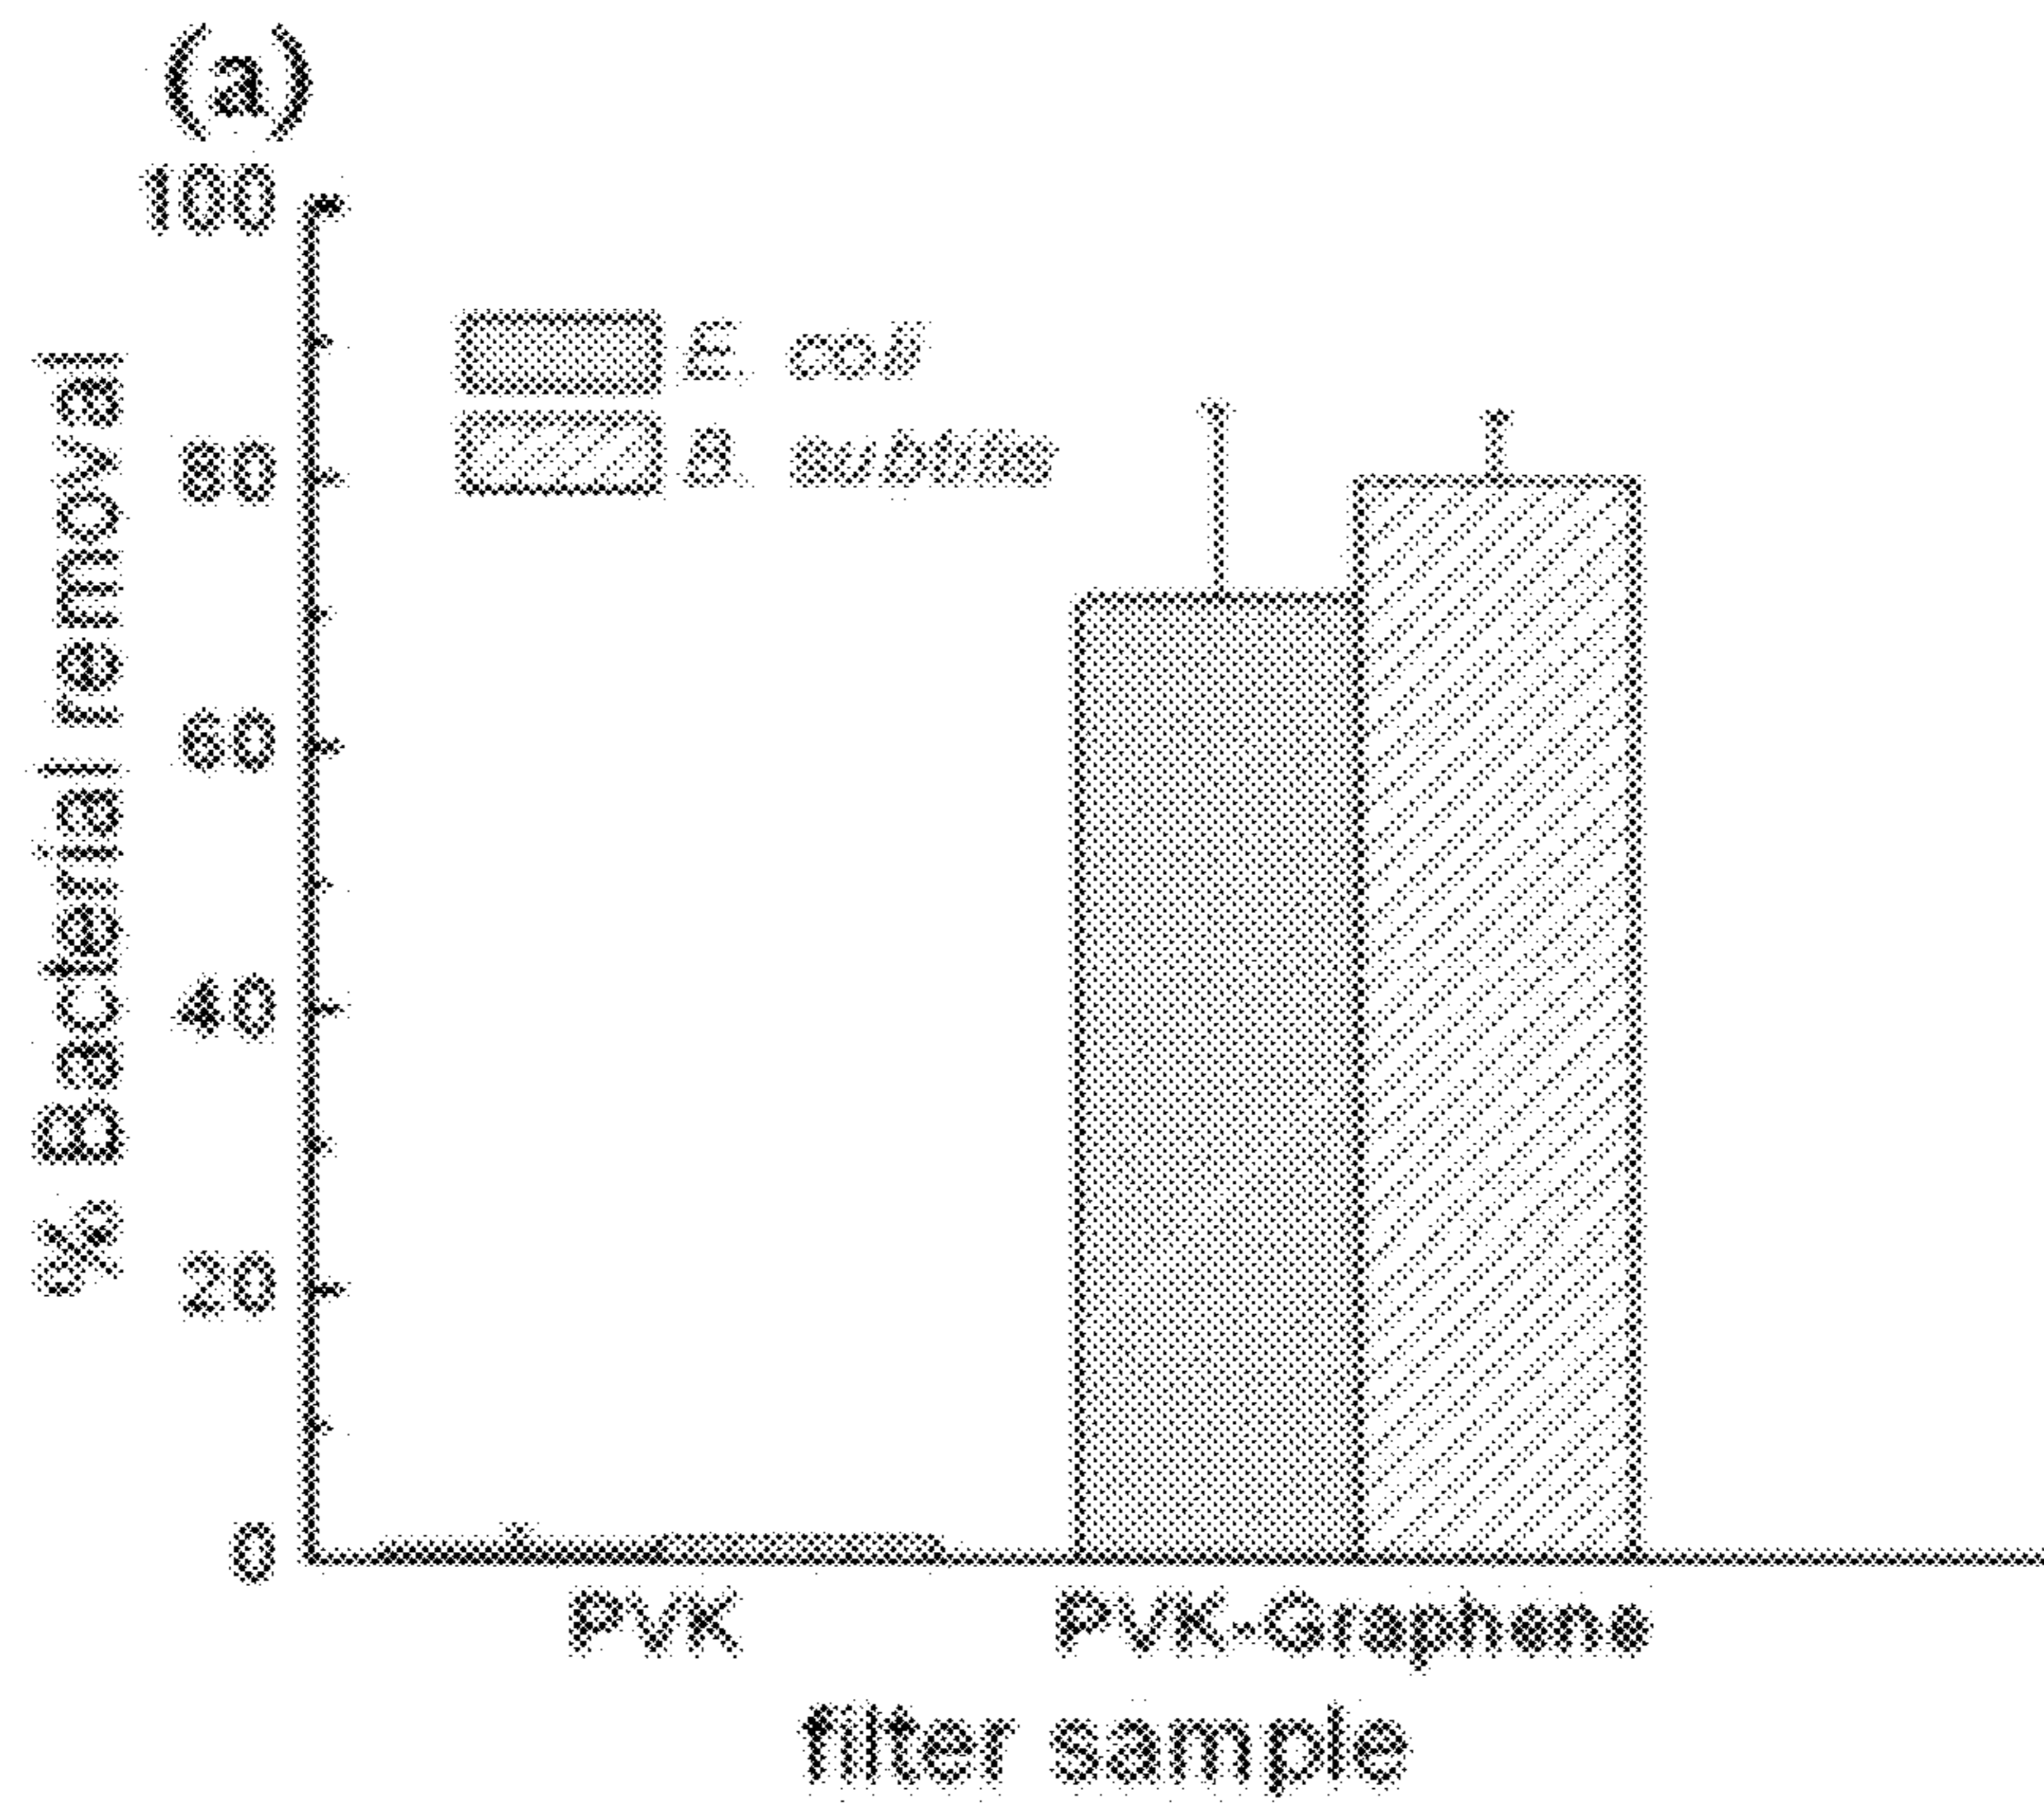 (a)
100
80
60
40
20
0
% Bacterial removal
E. coli
B. subtilis
PVK
PVK-Graphene
filter sample